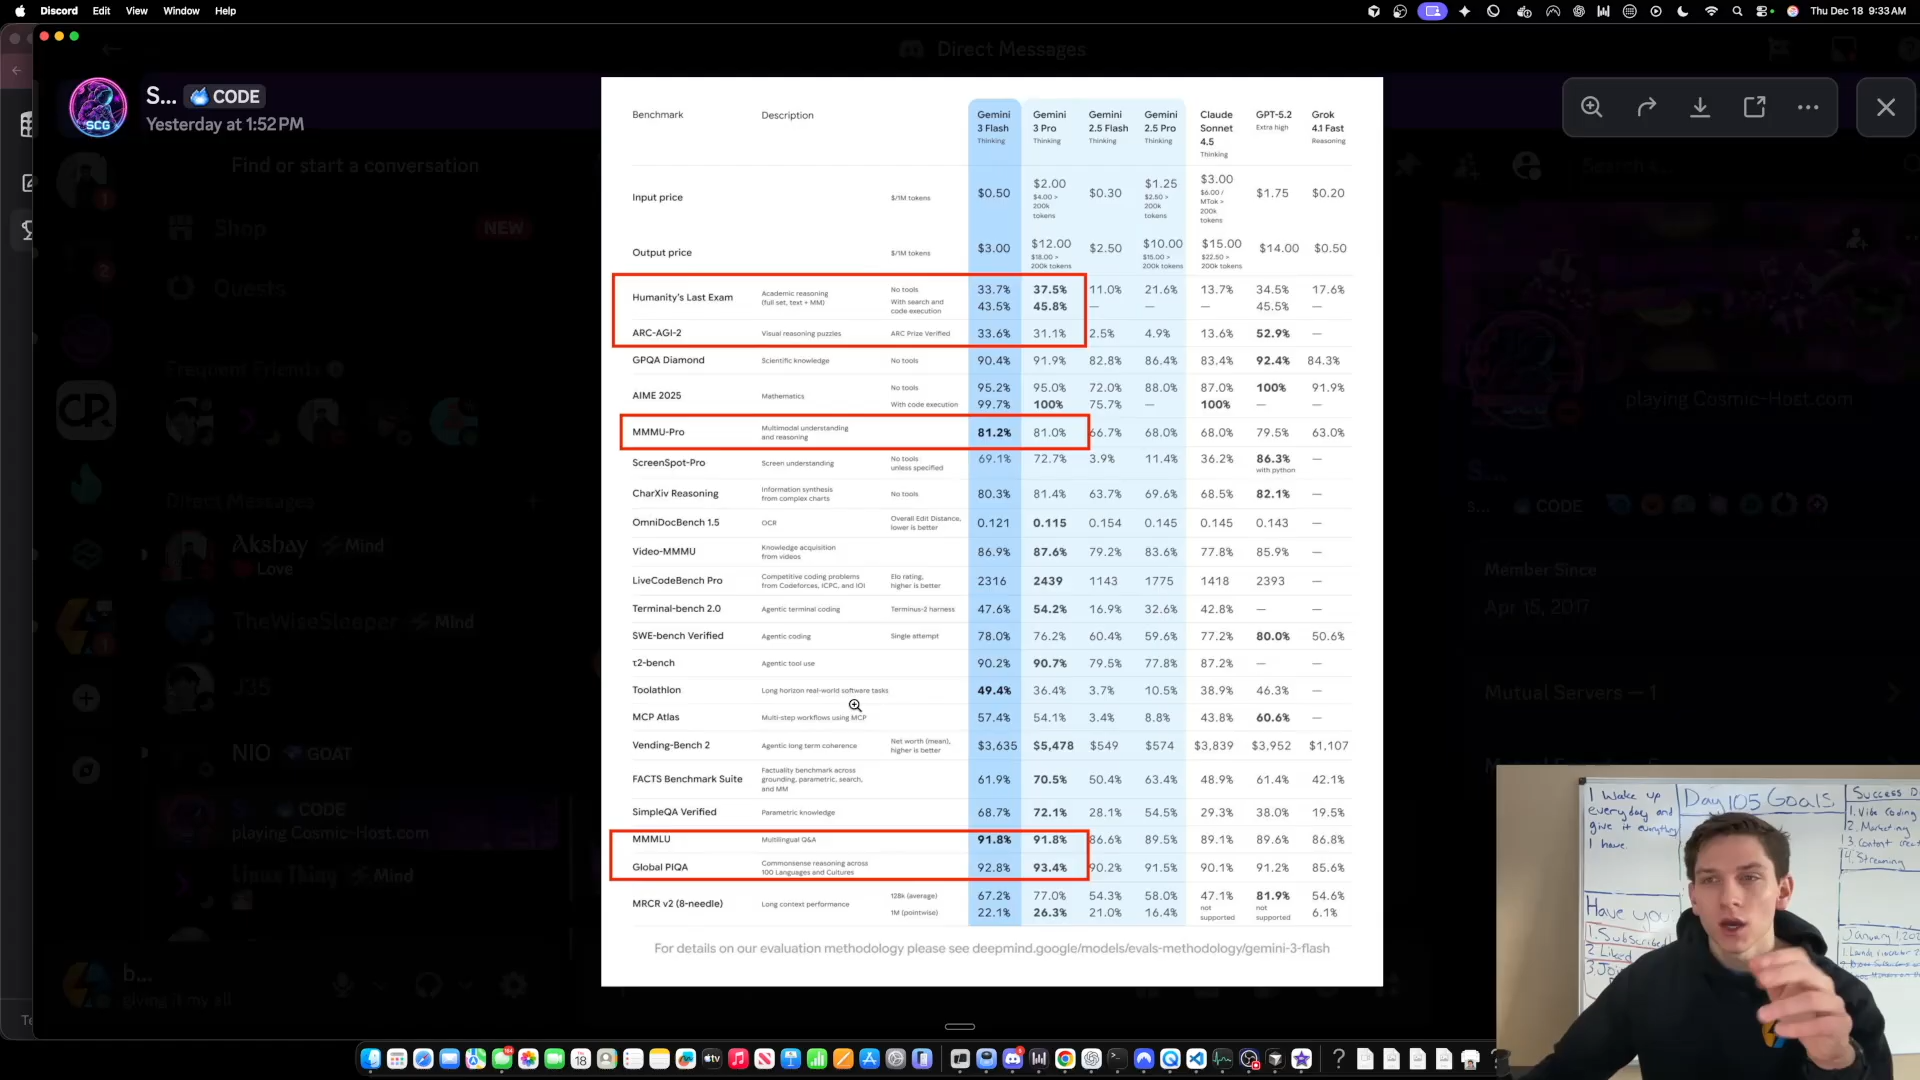 Discord Edit View Window Help
Thu Dec 18 9:33 AM
Direct Messages
S... CODE
Yesterday at 1:52 PM
SCG
Find or start a conversation
Shop NEW
Quests
Frequent Friends
Direct Messages
Akshay Mind
Love
TheWiseSleeper Mind
J35
NIO GOAT
S... CODE
playing Cosmic-Host.com
Linux Thing Mind
b...
giving it my all
playing Cosmic-Host.com
S...
S... CODE
Member Since
Apr 15, 2017
Mutual Servers — 1
Benchmark Description Gemini 3 Flash Thinking Gemini 3 Pro Thinking Gemini 2.5 Flash Thinking Gemini 2.5 Pro Thinking Claude Sonnet 4.5 Thinking GPT-5.2 Extra high Grok 4.1 Fast Reasoning
Input price $/1M tokens $0.50 $2.00 $4.00 > 200k tokens $0.30 $1.25 $2.50 > 200k tokens $3.00 $6.00 / MTok > 200k tokens $1.75 $0.20
Output price $/1M tokens $3.00 $12.00 $18.00 > 200k tokens $2.50 $10.00 $15.00 > 200k tokens $15.00 $22.50 > 200k tokens $14.00 $0.50
Humanity's Last Exam Academic reasoning (full set, text + MM) No tools 33.7% 37.5% 11.0% 21.6% 13.7% 34.5% 17.6%
With search and code execution 43.5% 45.8% — — — 45.5% —
ARC-AGI-2 Visual reasoning puzzles ARC Prize Verified 33.6% 31.1% 2.5% 4.9% 13.6% 52.9% —
GPQA Diamond Scientific knowledge No tools 90.4% 91.9% 82.8% 86.4% 83.4% 92.4% 84.3%
AIME 2025 Mathematics No tools 95.2% 95.0% 72.0% 88.0% 87.0% 100% 91.9%
With code execution 99.7% 100% 75.7% — 100% — —
MMMU-Pro Multimodal understanding and reasoning 81.2% 81.0% 66.7% 68.0% 68.0% 79.5% 63.0%
ScreenSpot-Pro Screen understanding No tools unless specified 69.1% 72.7% 3.9% 11.4% 36.2% 86.3% with python —
CharXiv Reasoning Information synthesis from complex charts No tools 80.3% 81.4% 63.7% 69.6% 68.5% 82.1% —
OmniDocBench 1.5 OCR Overall Edit Distance, lower is better 0.121 0.115 0.154 0.145 0.145 0.143 —
Video-MMMU Knowledge acquisition from videos 86.9% 87.6% 79.2% 83.6% 77.8% 85.9% —
LiveCodeBench Pro Competitive coding problems from Codeforces, ICPC, and IOI Elo rating, higher is better 2316 2439 1143 1775 1418 2393 —
Terminal-bench 2.0 Agentic terminal coding Terminus-2 harness 47.6% 54.2% 16.9% 32.6% 42.8% — —
SWE-bench Verified Agentic coding Single attempt 78.0% 76.2% 60.4% 59.6% 77.2% 80.0% 50.6%
τ2-bench Agentic tool use 90.2% 90.7% 79.5% 77.8% 87.2% — —
Toolathlon Long horizon real-world software tasks 49.4% 36.4% 3.7% 10.5% 38.9% 46.3% —
MCP Atlas Multi-step workflows using MCP 57.4% 54.1% 3.4% 8.8% 43.8% 60.6% —
Vending-Bench 2 Agentic long term coherence Net worth (mean), higher is better $3,635 $5,478 $549 $574 $3,839 $3,952 $1,107
FACTS Benchmark Suite Factuality benchmark across grounding, parametric, search, and MM 61.9% 70.5% 50.4% 63.4% 48.9% 61.4% 42.1%
SimpleQA Verified Parametric knowledge 68.7% 72.1% 28.1% 54.5% 29.3% 38.0% 19.5%
MMMLU Multilingual Q&A 91.8% 91.8% 86.6% 89.5% 89.1% 89.6% 86.8%
Global PIQA Commonsense reasoning across 100 Languages and Cultures 92.8% 93.4% 90.2% 91.5% 90.1% 91.2% 85.6%
MRCR v2 (8-needle) Long context performance 128k (average) 67.2% 77.0% 54.3% 58.0% 47.1% 81.9% 54.6%
1M (pointwise) 22.1% 26.3% 21.0% 16.4% not supported not supported 6.1%
For details on our evaluation methodology please see deepmind.google/models/evals-methodology/gemini-3-flash
I wake up
everyday and
give it everything
I have.
Day 105 Goals
Success
1. Vibe Coding
2. Marketing
3. Content
4. Streaming
Have you
1. Subscribed
2. Liked